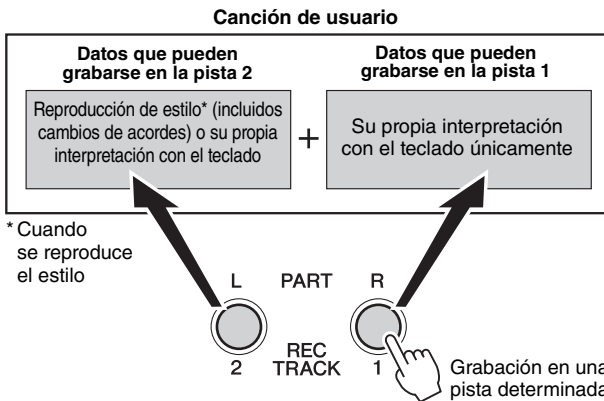 Canción de usuario
Datos que pueden
grabarse en la pista 2
Datos que pueden
grabarse en la pista 1
Reproducción de estilo* (incluidos
cambios de acordes) o su propia
interpretación con el teclado
+
Su propia interpretación
con el teclado únicamente
* Cuando
se reproduce
el estilo
L PART R
2 REC TRACK 1
Grabación en una
pista determinada